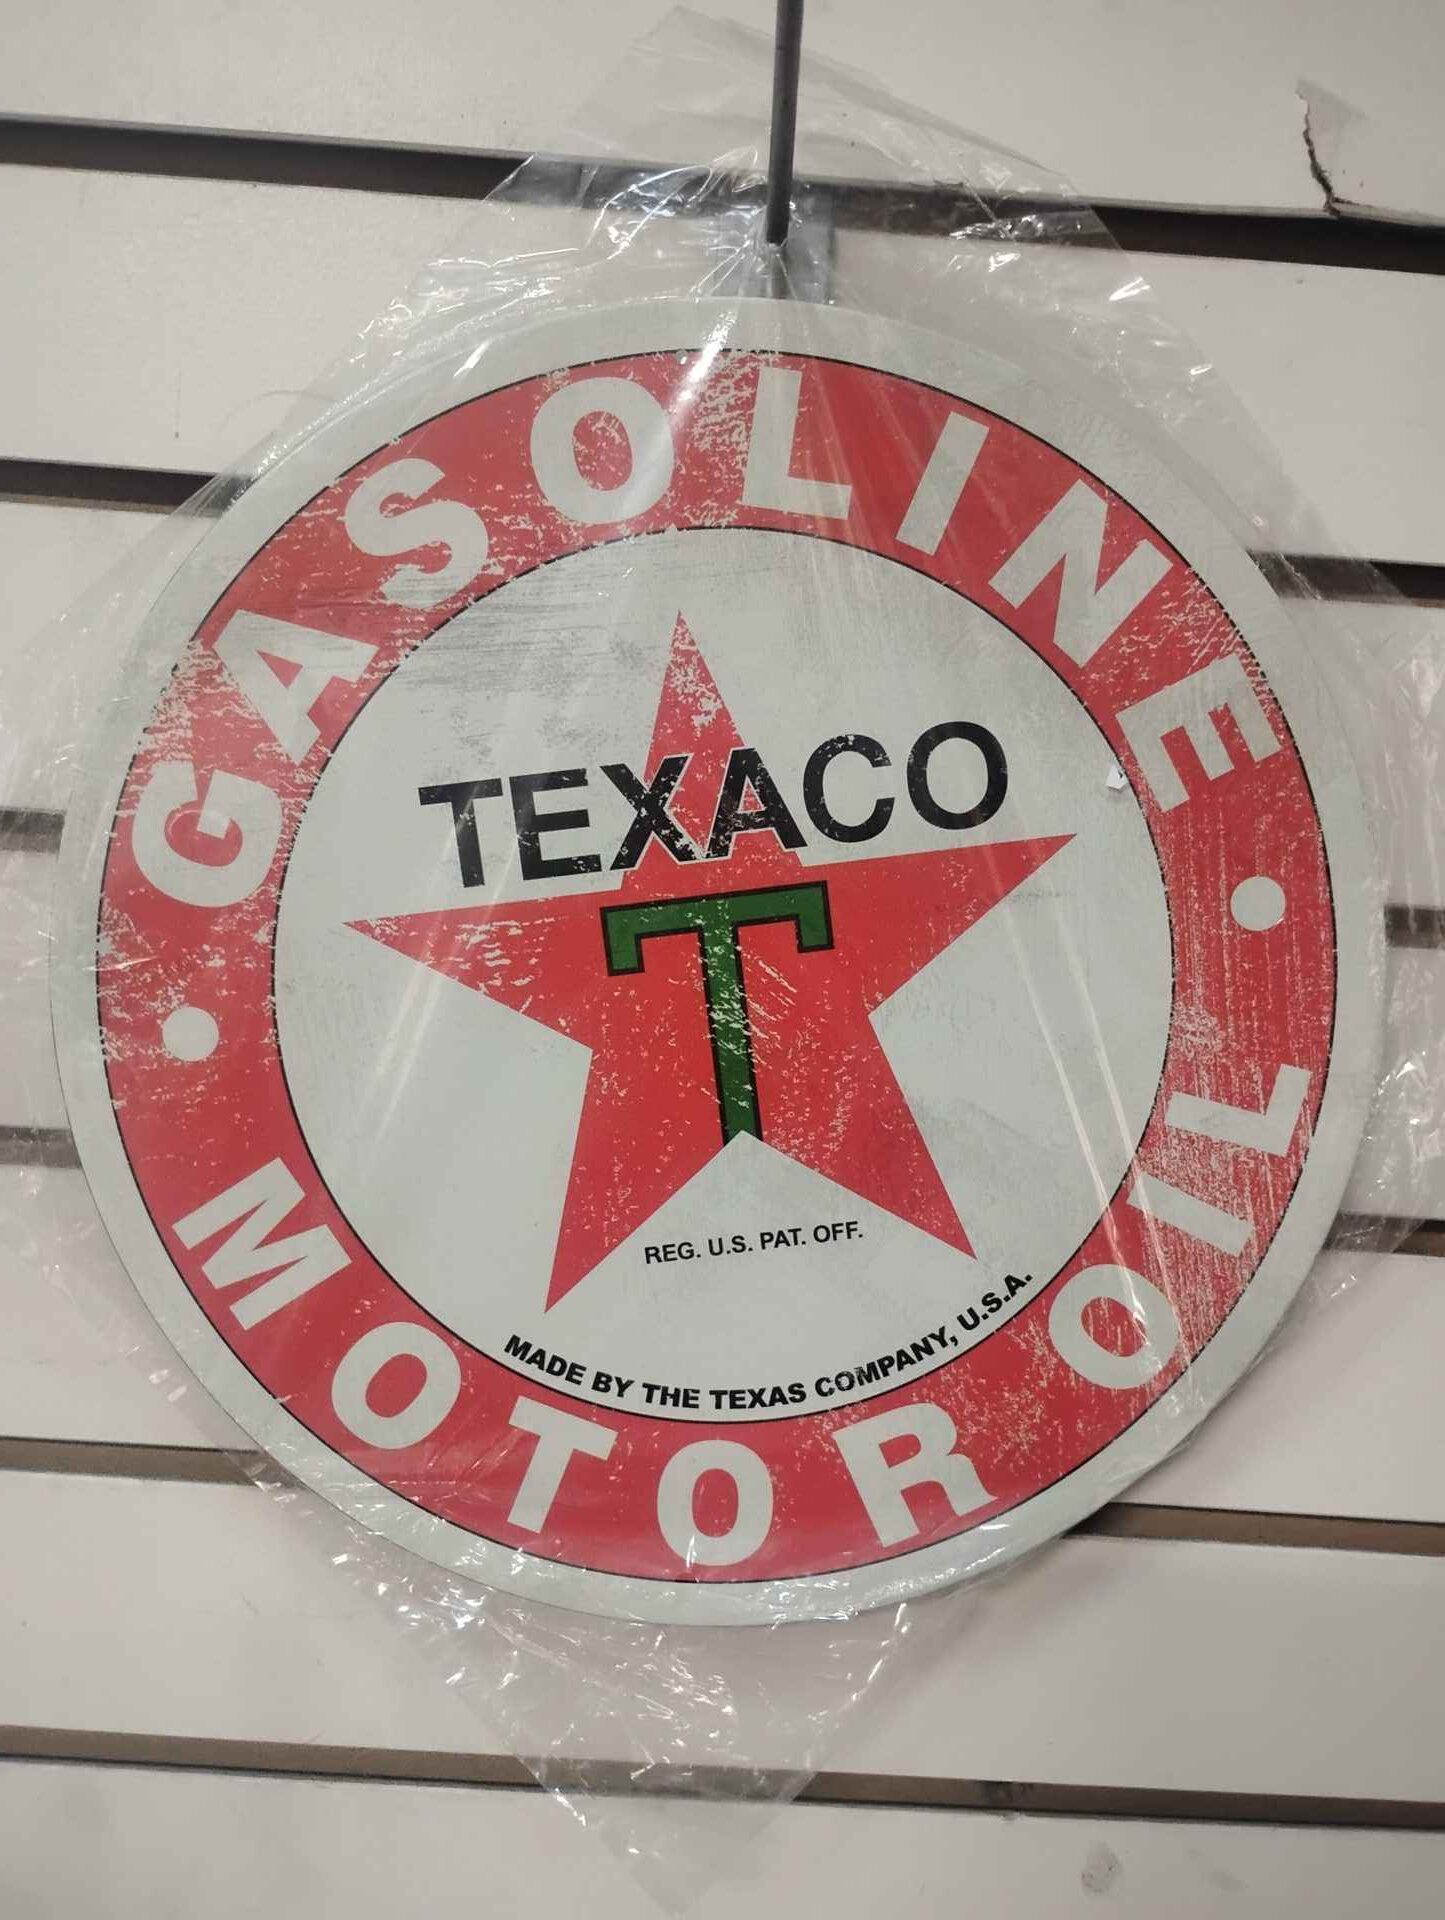 GASOLINE
TEXACO
T
REG. U.S. PAT. OFF.
MADE BY THE TEXAS COMPANY, U.S.A.
MOTOR OIL